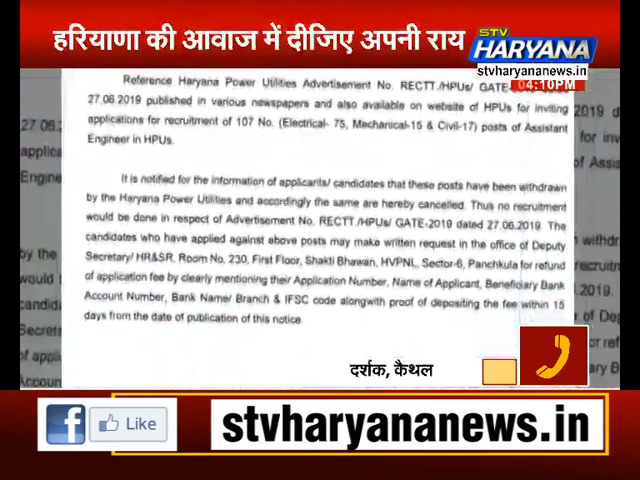 हरियाणा की आवाज में दीजिए अपनी राय
STV
HARYANA
stvharyananews.in
04:10PM
Reference Haryana Power Utilities Advertisement No. RECTT /HPUs/ GATE-2019 dated
27.06.2019 published in various newspapers and also available on website of HPUs for inviting
applications for recruitment of 107 No. (Electrical- 75, Mechanical-15 & Civil-17) posts of Assistant
Engineer in HPUs.
It is notified for the information of applicants/ candidates that these posts have been withdrawn
by the Haryana Power Utilities and accordingly the same are hereby cancelled. Thus no recruitment
would be done in respect of Advertisement No. RECTT /HPUs/ GATE-2019 dated 27.06.2019. The
candidates who have applied against above posts may make written request in the office of Deputy
Secretary/ HR&SR, Room No. 230, First Floor, Shakti Bhawan, HVPNL, Sector-6, Panchkula for refund
of application fee by clearly mentioning their Application Number, Name of Applicant, Beneficiary Bank
Account Number, Bank Name/ Branch & IFSC code alongwith proof of depositing the fee within 15
days from the date of publication of this notice.
दर्शक, कैथल
f Like
stvharyananews.in